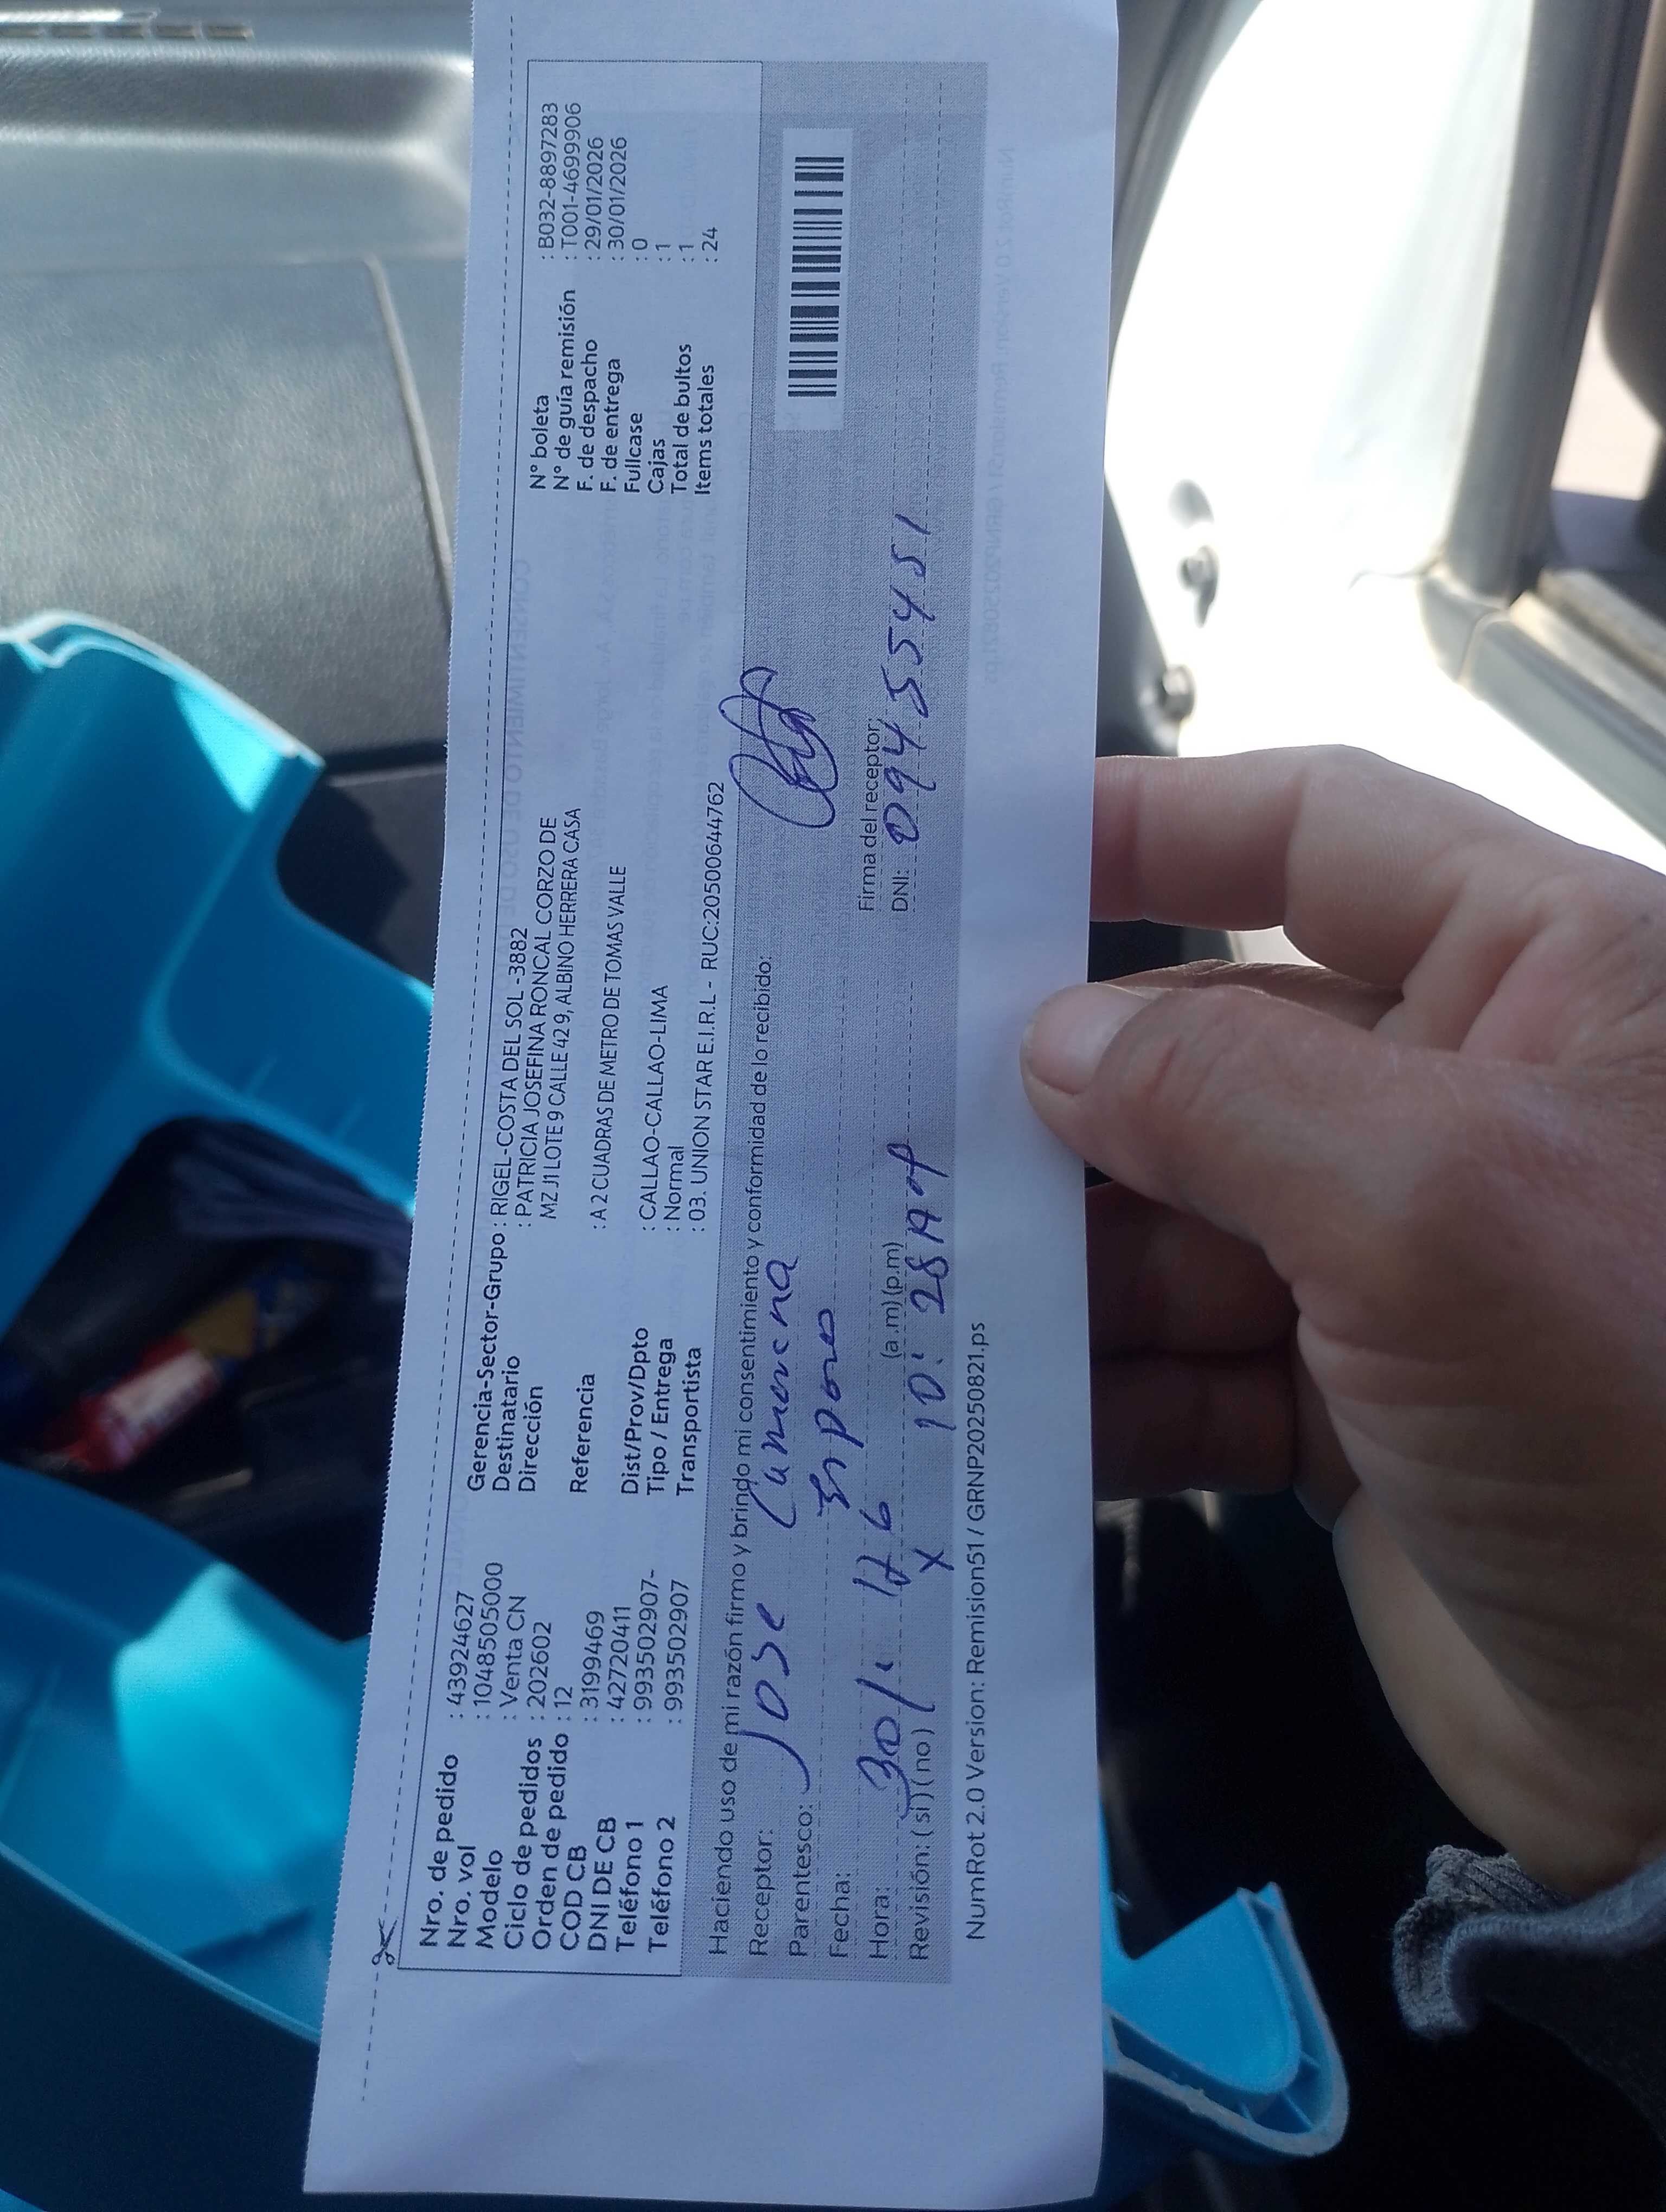 Nro. de pedido : 43924627
Nro. vol : 1048505000
Modelo : Venta CN
Ciclo de pedidos : 202602
Orden de pedido : 12
COD CB : 3199469
DNI DE CB : 42720411
Teléfono 1 : 993502907-
Teléfono 2 : 993502907
Gerencia-Sector-Grupo : RIGEL-COSTA DEL SOL -3882
Destinatario : PATRICIA JOSEFINA RONCAL CORZO DE
Dirección MZ J1 LOTE 9 CALLE 42 9, ALBINO HERRERA CASA
Referencia : A 2 CUADRAS DE METRO DE TOMAS VALLE
Dist/Prov/Dpto : CALLAO-CALLAO-LIMA
Tipo / Entrega : Normal
Transportista : 03. UNION STAR E.I.R.L - RUC:20500644762
N° boleta : B032-8897283
N° de guía remisión : T001-4699906
F. de despacho : 29/01/2026
F. de entrega : 30/01/2026
Fullcase : 0
Cajas : 1
Total de bultos : 1
Items totales : 24
Haciendo uso de mi razón firmo y brindo mi consentimiento y conformidad de lo recibido:
Receptor: Jose
Parentesco:
Fecha:
Hora: (a.m) (p.m)
Revisión: (si) (no) x 10:28
Firma del receptor:
DNI: 09455451
NumRot 2.0 Version: Remision51 / GRNP20250821.ps